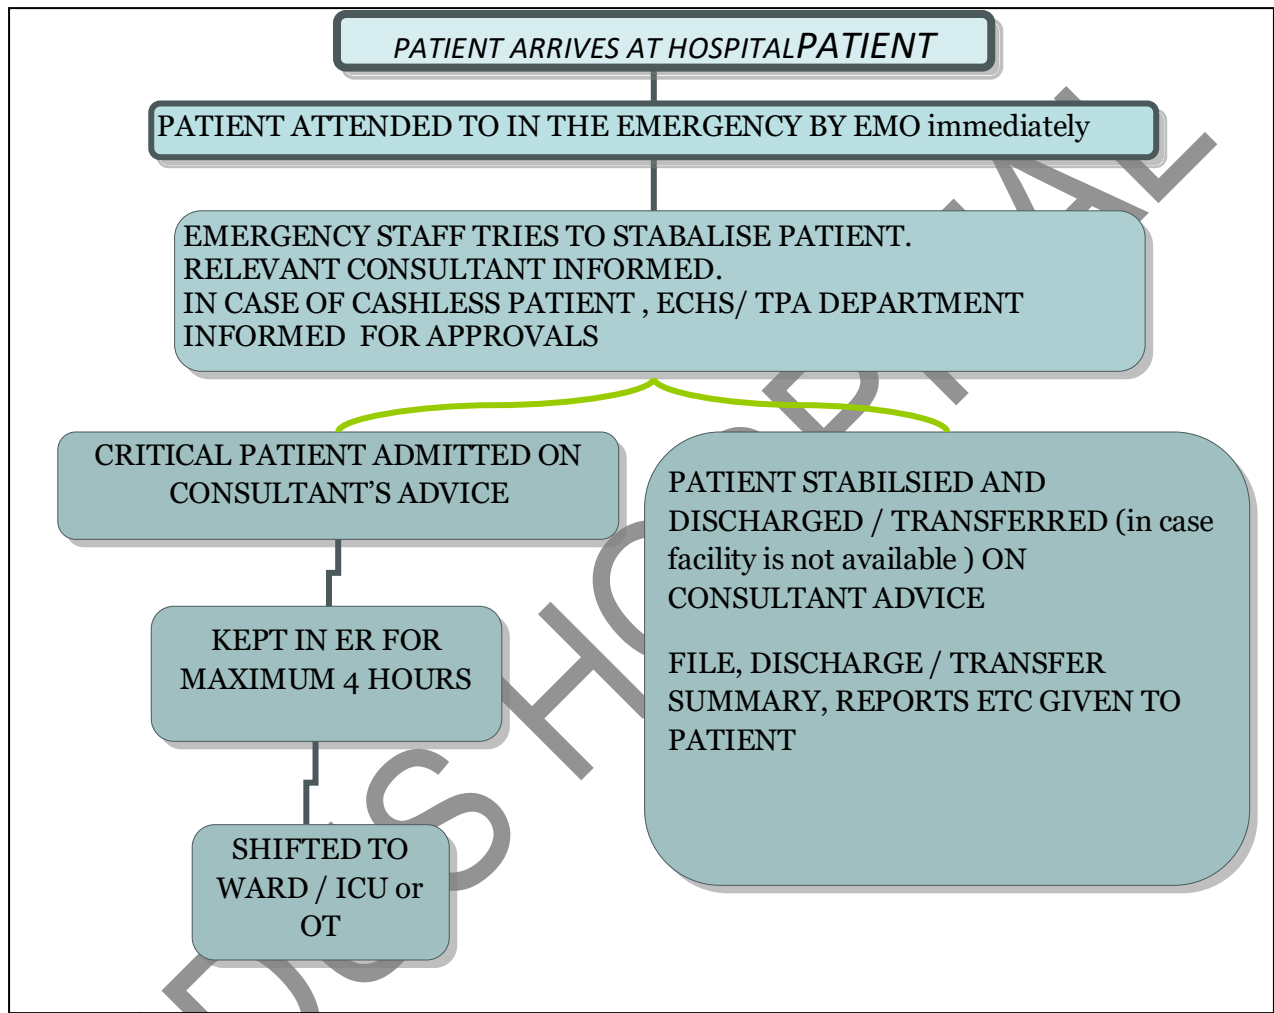 PATIENT ARRIVES AT HOSPITALPATIENT
PATIENT ATTENDED TO IN THE EMERGENCY BY EMO immediately
EMERGENCY STAFF TRIES TO STABALISE PATIENT.
RELEVANT CONSULTANT INFORMED.
IN CASE OF CASHLESS PATIENT , ECHS/ TPA DEPARTMENT
INFORMED FOR APPROVALS
CRITICAL PATIENT ADMITTED ON
CONSULTANT’S ADVICE
KEPT IN ER FOR
MAXIMUM 4 HOURS
SHIFTED TO
WARD / ICU or
OT
PATIENT STABILSIED AND
DISCHARGED / TRANSFERRED (in case
facility is not available ) ON
CONSULTANT ADVICE
FILE, DISCHARGE / TRANSFER
SUMMARY, REPORTS ETC GIVEN TO
PATIENT
HOSPITAL